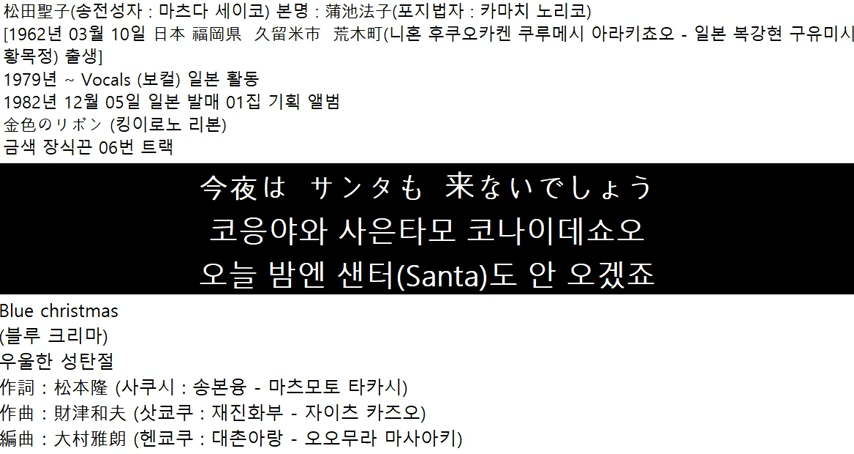 松田聖子(송전성자 : 마츠다 세이코) 본명 : 蒲池法子(포지법자 : 카마치 노리코)
[1962년 03월 10일 日本 福岡県 久留米市 荒木町(니혼 후쿠오카켄 쿠루메시 아라키쵸오 - 일본 복강현 구유미시
황목정) 출생]
1979년 ~ Vocals (보컬) 일본 활동
1982년 12월 05일 일본 발매 01집 기획 앨범
金色のリボン (킹이로노 리본)
금색 장식끈 06번 트랙
今夜は サンタも 来ないでしょう
코응야와 사은타모 코나이데쇼오
오늘 밤엔 샌터(Santa)도 안 오겠죠
Blue christmas
(블루 크리마)
우울한 성탄절
作詞 : 松本隆 (사쿠시 : 송본융 - 마츠모토 타카시)
作曲 : 財津和夫 (삿쿄쿠 : 재진화부 - 자이츠 카즈오)
編曲 : 大村雅朗 (헨쿄쿠 : 대촌아랑 - 오오무라 마사아키)